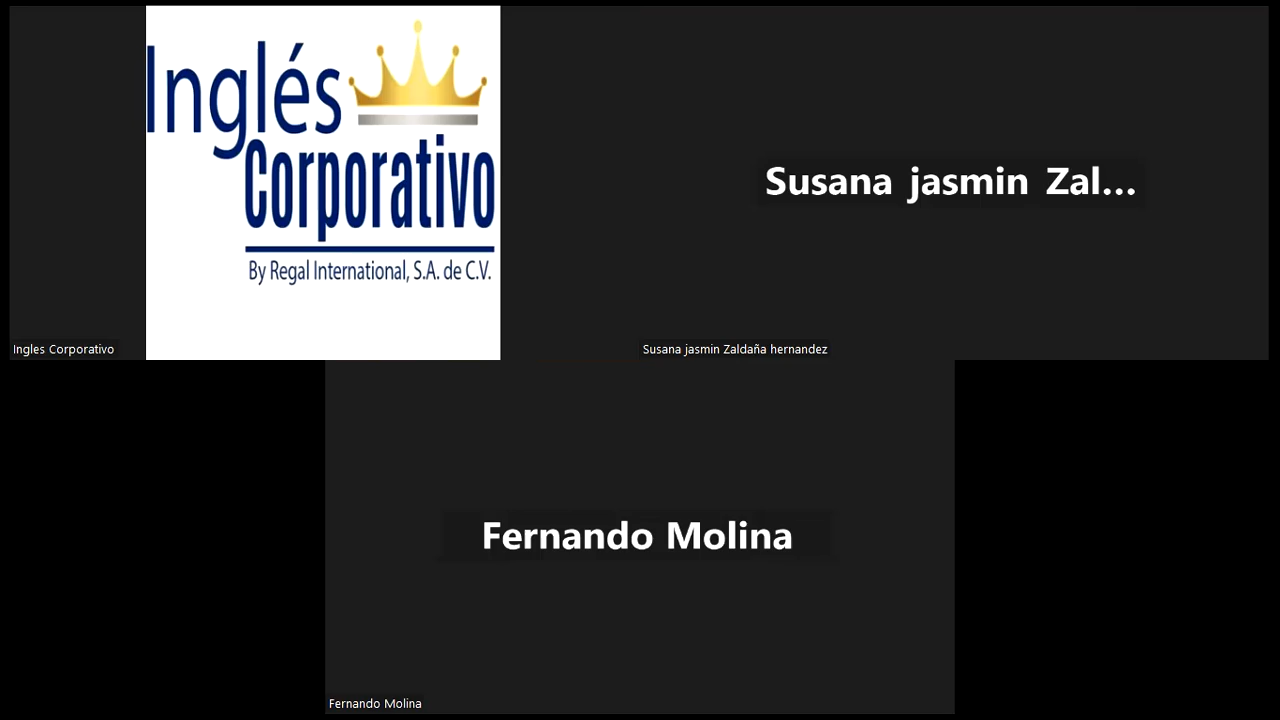 Inglés
Corporativo
By Regal International, S.A. de C.V.
Ingles Corporativo
Susana jasmin Zal...
Susana jasmin Zaldaña hernandez
Fernando Molina
Fernando Molina